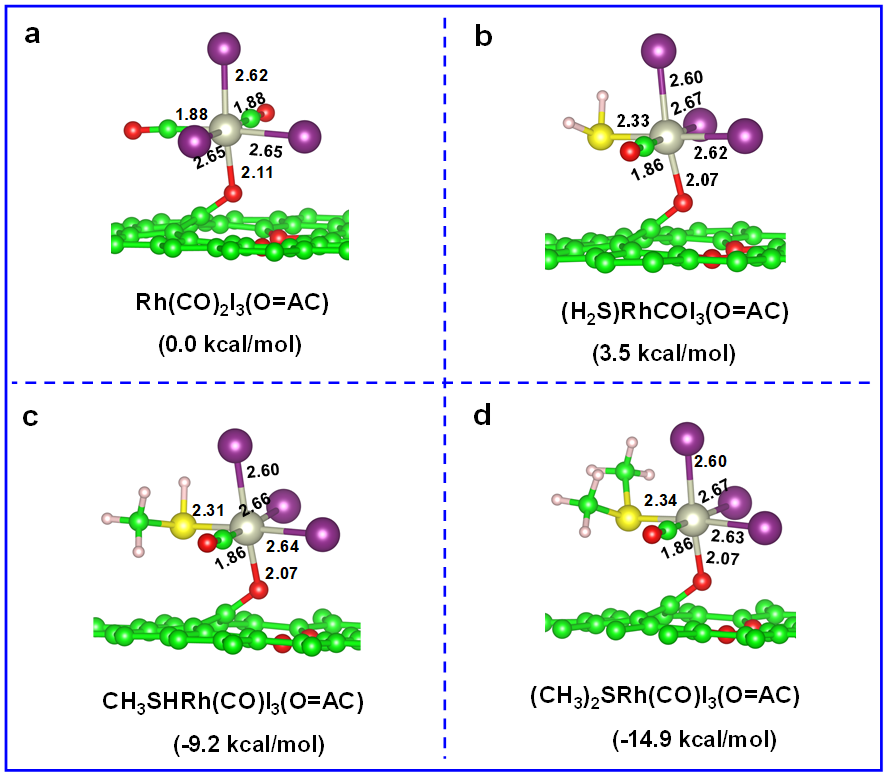 a
2.62
1.88
1.88
2.65
2.65
2.11
Rh(CO)2I3(O=AC)
(0.0 kcal/mol)
b
2.60
2.67
2.33
2.62
1.86
2.07
(H2S)RhCOI3(O=AC)
(3.5 kcal/mol)
c
2.60
2.66
2.31
2.64
1.86
2.07
CH3SHRh(CO)I3(O=AC)
(-9.2 kcal/mol)
d
2.60
2.67
2.34
2.63
1.86
2.07
(CH3)2SRh(CO)I3(O=AC)
(-14.9 kcal/mol)